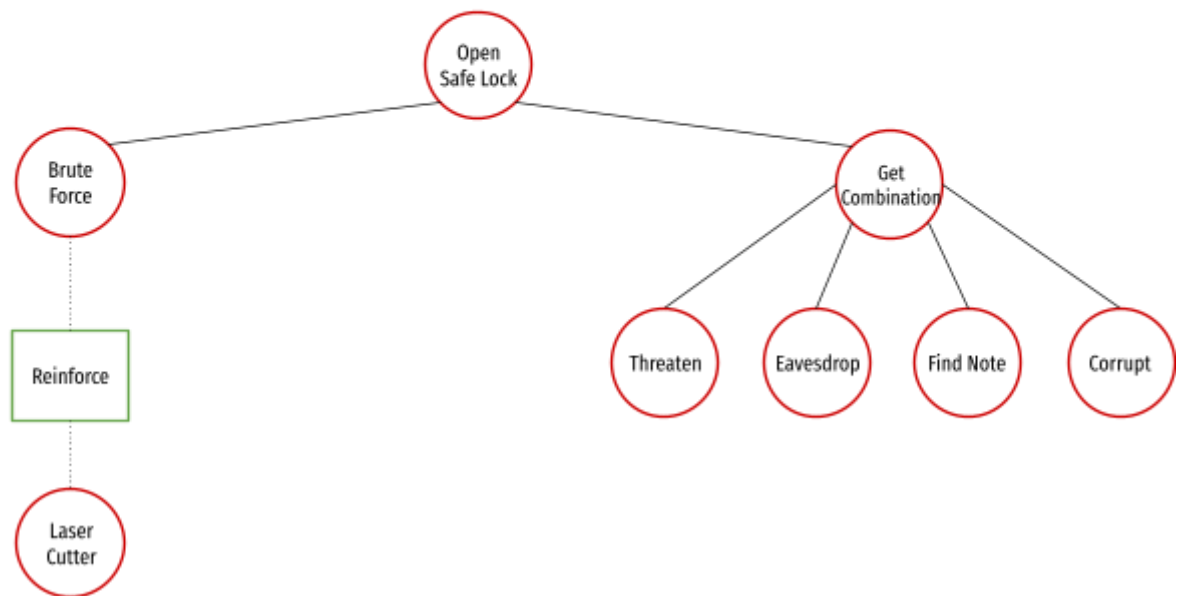 Open
Safe Lock
Brute
Force
Get
Combination
Reinforce
Threaten
Eavesdrop
Find Note
Corrupt
Laser
Cutter